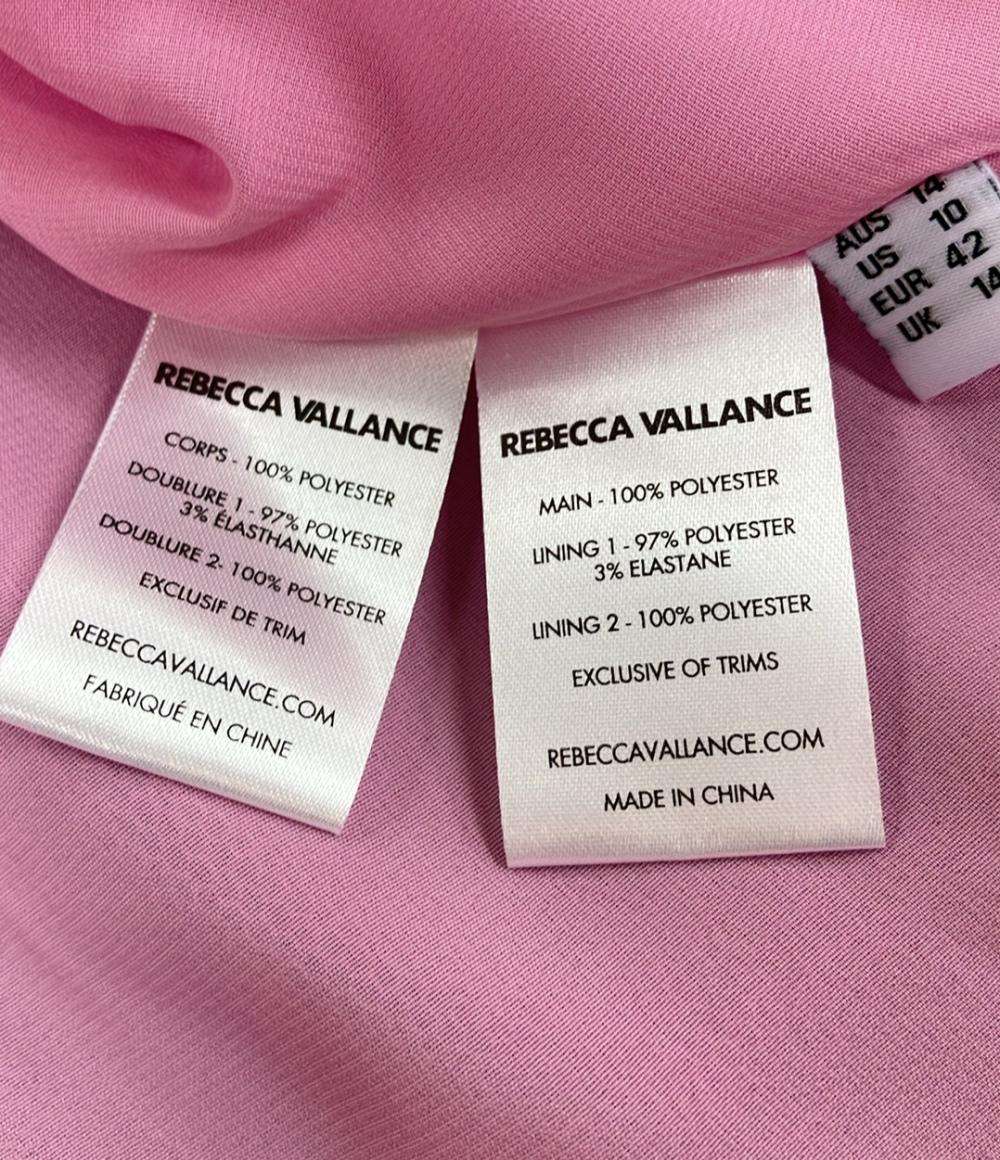 REBECCA VALLANCE
CORPS - 100% POLYESTER
DOUBLURE 1 - 97% POLYESTER
3% ÉLASTHANNE
DOUBLURE 2- 100% POLYESTER
EXCLUSIF DE TRIM
REBECCAVALLANCE.COM
FABRIQUÉ EN CHINE
REBECCA VALLANCE
MAIN - 100% POLYESTER
LINING 1 - 97% POLYESTER
3% ELASTANE
LINING 2 - 100% POLYESTER
EXCLUSIVE OF TRIMS
REBECCAVALLANCE.COM
MADE IN CHINA
AUS 14
US 10
EUR 42
UK 14